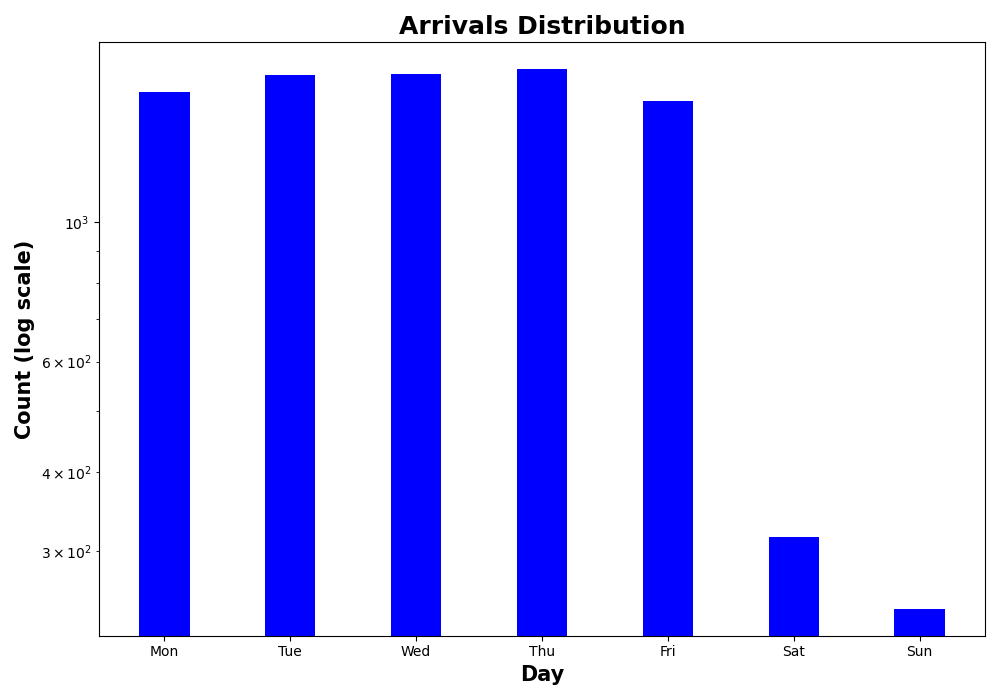 Arrivals Distribution
Count (log scale)
10³
6 × 10²
4 × 10²
3 × 10²
Mon Tue Wed Thu Fri Sat Sun
Day